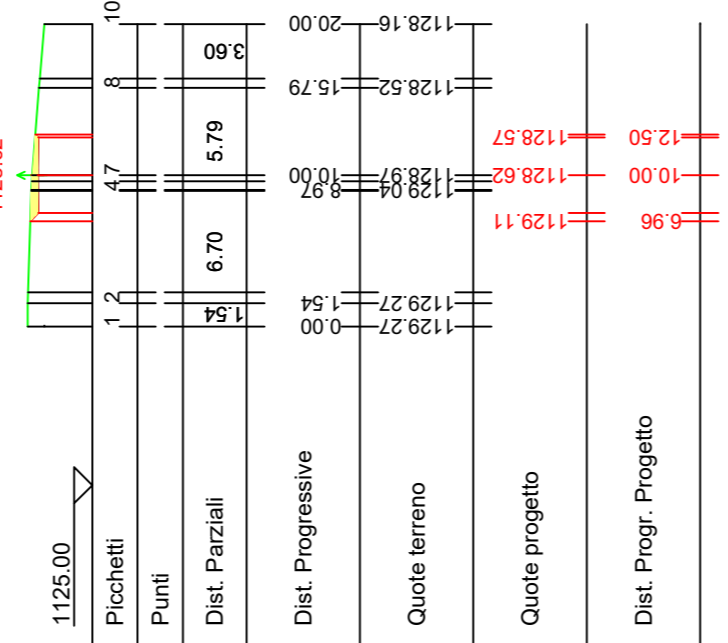 1125.00
Picchetti 1 2 4 7 8 10
Punti
Dist. Parziali 1.54 6.70 5.79 3.60
Dist. Progressive 0.00 1.54 8.97 10.00 15.79 20.00
Quote terreno 1129.27 1129.27 1129.04 1128.97 1128.52 1128.16
Quote progetto 1129.11 1128.62 1128.57
Dist. Progr. Progetto 6.96 10.00 12.50